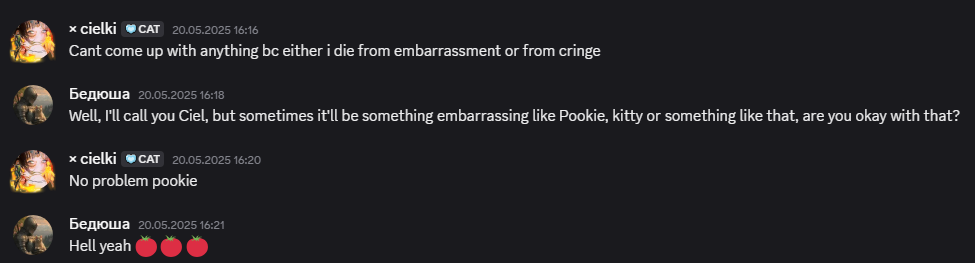 × cielki CAT 20.05.2025 16:16
Cant come up with anything bc either i die from embarrassment or from cringe
Бедюша 20.05.2025 16:18
Well, I'll call you Ciel, but sometimes it'll be something embarrassing like Pookie, kitty or something like that, are you okay with that?
× cielki CAT 20.05.2025 16:20
No problem pookie
Бедюша 20.05.2025 16:21
Hell yeah 🍅🍅🍅